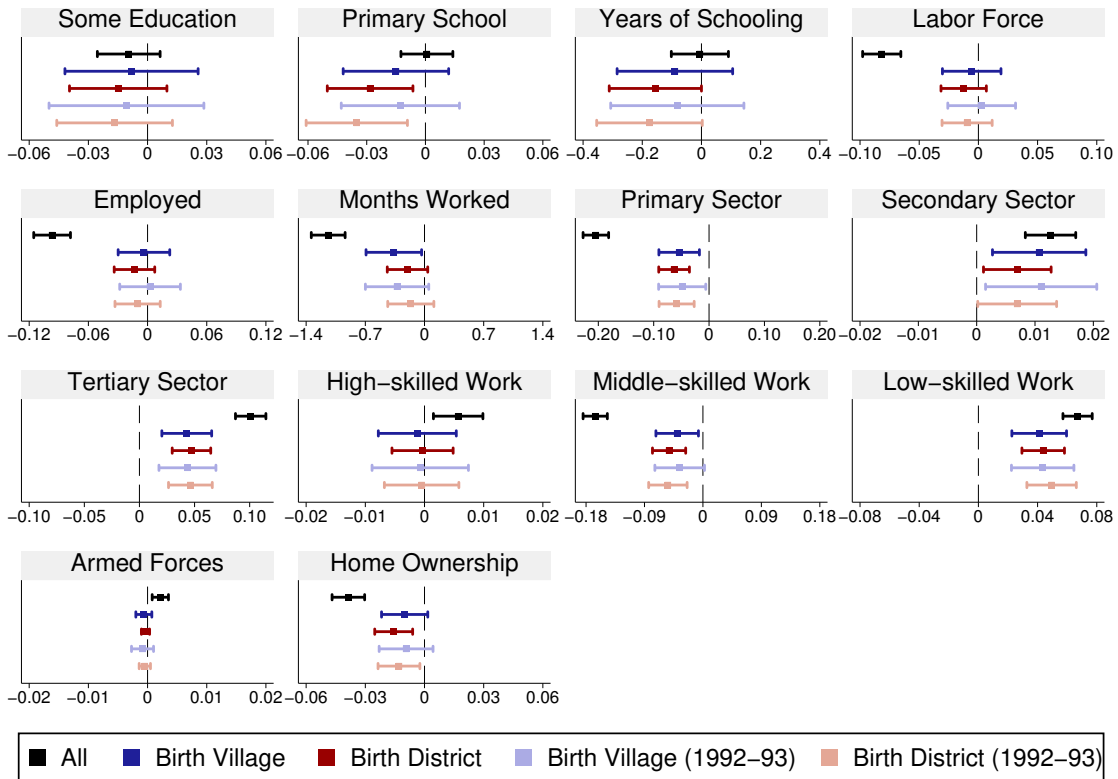 Some Education Primary School Years of Schooling Labor Force
−0.06 −0.03 0 0.03 0.06 −0.06 −0.03 0 0.03 0.06 −0.4 −0.2 0 0.2 0.4 −0.10 −0.05 0 0.05 0.10
Employed Months Worked Primary Sector Secondary Sector
−0.12 −0.06 0 0.06 0.12 −1.4 −0.7 0 0.7 1.4 −0.20 −0.10 0 0.10 0.20 −0.02 −0.01 0 0.01 0.02
Tertiary Sector High−skilled Work Middle−skilled Work Low−skilled Work
−0.10 −0.05 0 0.05 0.10 −0.02 −0.01 0 0.01 0.02 −0.18 −0.09 0 0.09 0.18 −0.08 −0.04 0 0.04 0.08
Armed Forces Home Ownership
−0.02 −0.01 0 0.01 0.02 −0.06 −0.03 0 0.03 0.06
All Birth Village Birth District Birth Village (1992−93) Birth District (1992−93)